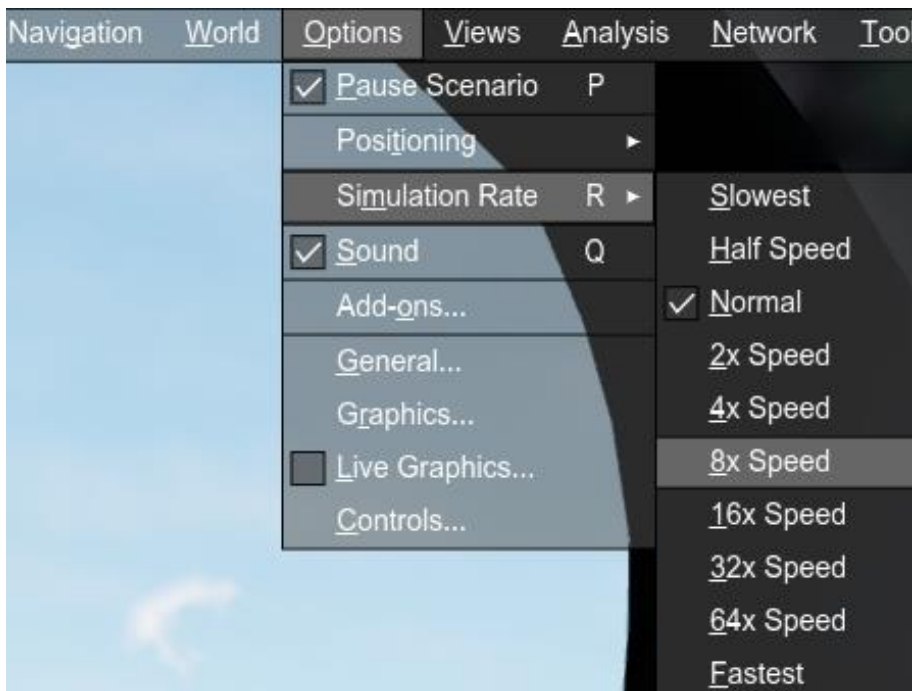 Navigation World Options Views Analysis Network Tool
Pause Scenario P
Positioning
Simulation Rate R
Sound Q
Add-ons...
General...
Graphics...
Live Graphics...
Controls...
Slowest
Half Speed
Normal
2x Speed
4x Speed
8x Speed
16x Speed
32x Speed
64x Speed
Fastest